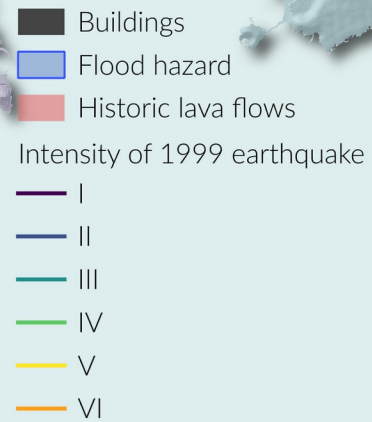 Buildings
Flood hazard
Historic lava flows
Intensity of 1999 earthquake
I
II
III
IV
V
VI